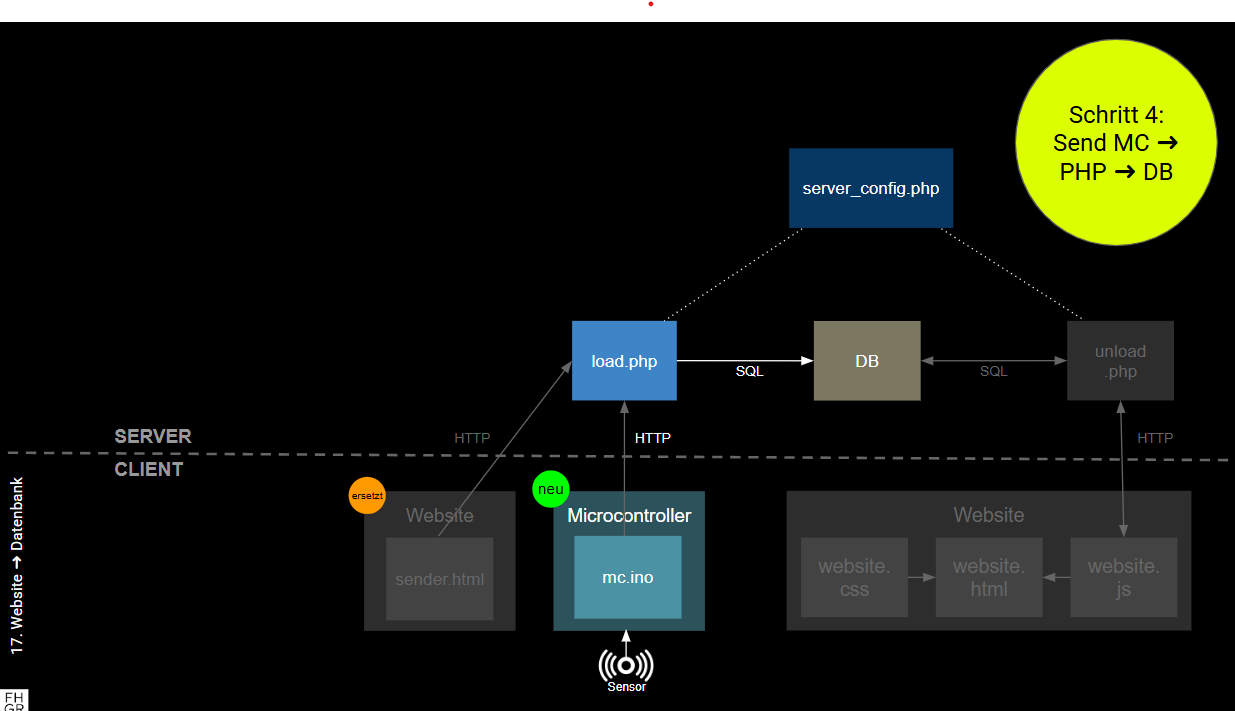 Schritt 4:
Send MC ➜
PHP ➜ DB
server_config.php
load.php
SQL
DB
SQL
unload
.php
HTTP
HTTP
HTTP
SERVER
CLIENT
ersetzt
Website
sender.html
neu
Microcontroller
mc.ino
Sensor
Website
website.
css
website.
html
website.
js
17. Website ➜ Datenbank
FH
GR